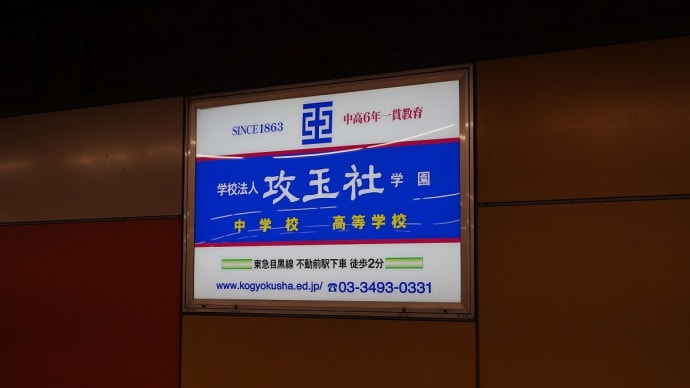 SINCE1863
中高6年一貫教育
学校法人 攻玉社 学園
中学校 高等学校
東急目黒線 不動前駅下車 徒歩2分
www.kogyokusha.ed.jp/ ☎03-3493-0331